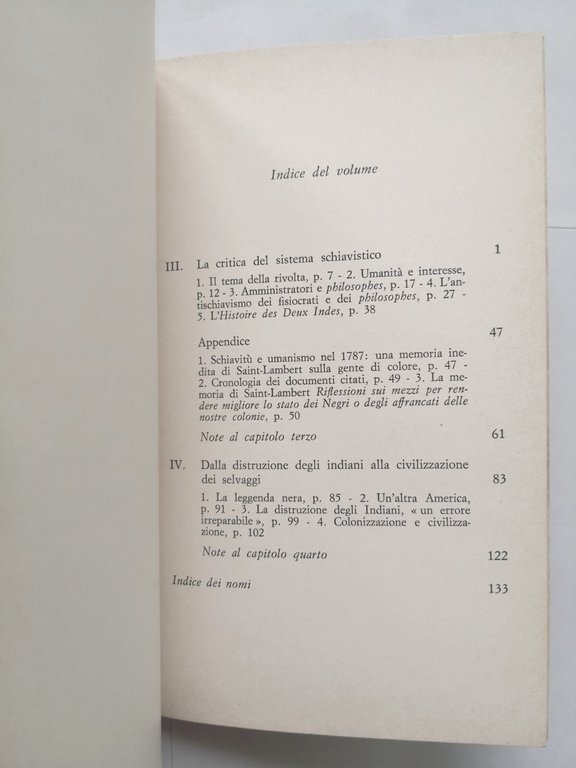 Indice del volume
III. La critica del sistema schiavistico 1
1. Il tema della rivolta, p. 7 - 2. Umanità e interesse,
p. 12 - 3. Amministratori e philosophes, p. 17 - 4. L'an-
tischiavismo dei fisiocrati e dei philosophes, p. 27 -
5. L'Histoire des Deux Indes, p. 38
Appendice 47
1. Schiavitù e umanismo nel 1787: una memoria ine-
dita di Saint-Lambert sulla gente di colore, p. 47 -
2. Cronologia dei documenti citati, p. 49 - 3. La me-
moria di Saint-Lambert Riflessioni sui mezzi per ren-
dere migliore lo stato dei Negri o degli affrancati delle
nostre colonie, p. 50
Note al capitolo terzo 61
IV. Dalla distruzione degli indiani alla civilizzazione
dei selvaggi 83
1. La leggenda nera, p. 85 - 2. Un'altra America,
p. 91 - 3. La distruzione degli Indiani, « un errore
irreparabile », p. 99 - 4. Colonizzazione e civilizza-
zione, p. 102
Note al capitolo quarto 122
Indice dei nomi 133